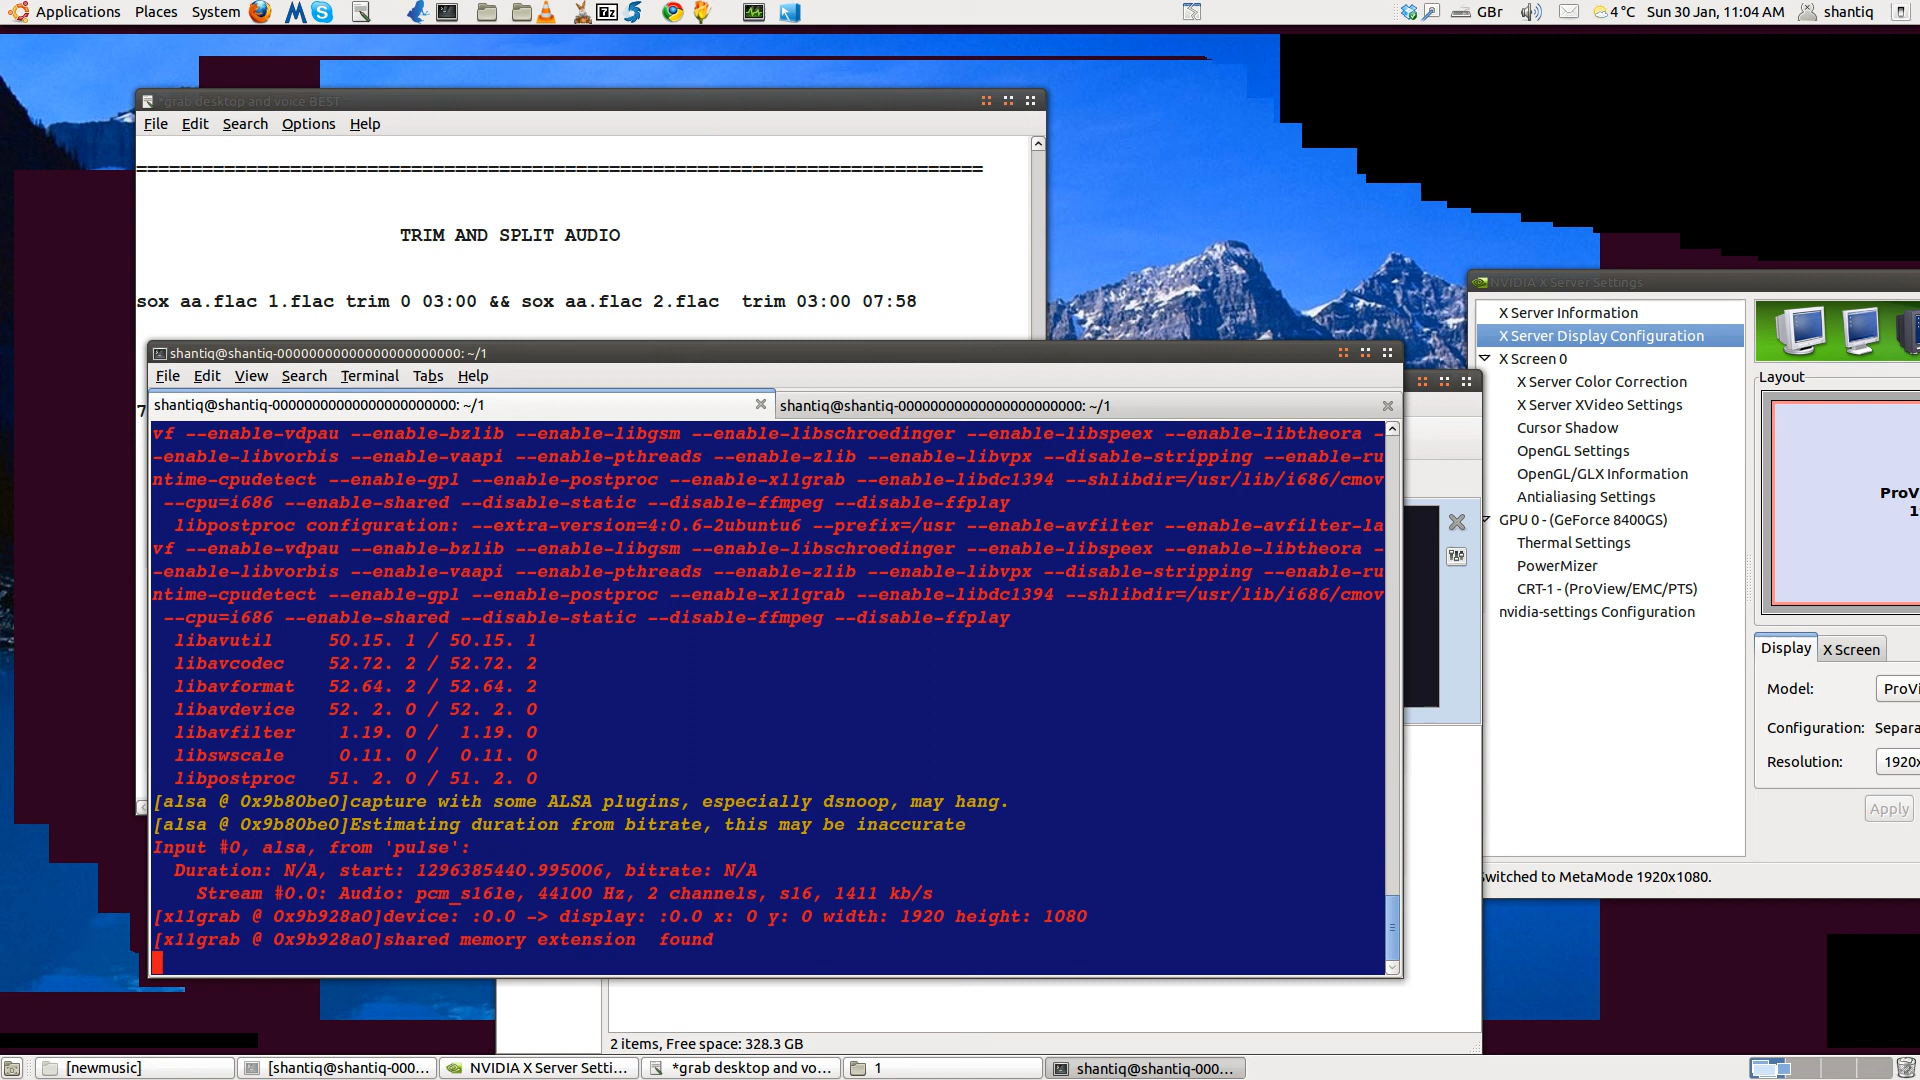 Applications Places System GBr 4°C Sun 30 Jan, 11:04 AM shantiq
*grab desktop and voice BEST
File Edit Search Options Help
=============================================================================
TRIM AND SPLIT AUDIO
sox aa.flac 1.flac trim 0 03:00 && sox aa.flac 2.flac  trim 03:00 07:58
7
shantiq@shantiq-00000000000000000000000: ~/1
File Edit View Search Terminal Tabs Help
shantiq@shantiq-00000000000000000000000: ~/1
shantiq@shantiq-00000000000000000000000: ~/1
vf --enable-vdpau --enable-bzlib --enable-libgsm --enable-libschroedinger --enable-libspeex --enable-libtheora -
-enable-libvorbis --enable-vaapi --enable-pthreads --enable-zlib --enable-libvpx --disable-stripping --enable-ru
ntime-cpudetect --enable-gpl --enable-postproc --enable-x11grab --enable-libdc1394 --shlibdir=/usr/lib/i686/cmov
--cpu=i686 --enable-shared --disable-static --disable-ffmpeg --disable-ffplay
libpostproc configuration: --extra-version=4:0.6-2ubuntu6 --prefix=/usr --enable-avfilter --enable-avfilter-la
vf --enable-vdpau --enable-bzlib --enable-libgsm --enable-libschroedinger --enable-libspeex --enable-libtheora -
-enable-libvorbis --enable-vaapi --enable-pthreads --enable-zlib --enable-libvpx --disable-stripping --enable-ru
ntime-cpudetect --enable-gpl --enable-postproc --enable-x11grab --enable-libdc1394 --shlibdir=/usr/lib/i686/cmov
--cpu=i686 --enable-shared --disable-static --disable-ffmpeg --disable-ffplay
libavutil     50.15. 1 / 50.15. 1
libavcodec    52.72. 2 / 52.72. 2
libavformat   52.64. 2 / 52.64. 2
libavdevice   52. 2. 0 / 52. 2. 0
libavfilter    1.19. 0 /  1.19. 0
libswscale     0.11. 0 /  0.11. 0
libpostproc   51. 2. 0 / 51. 2. 0
[alsa @ 0x9b80be0]capture with some ALSA plugins, especially dsnoop, may hang.
[alsa @ 0x9b80be0]Estimating duration from bitrate, this may be inaccurate
Input #0, alsa, from 'pulse':
Duration: N/A, start: 1296385440.995006, bitrate: N/A
Stream #0.0: Audio: pcm_s16le, 44100 Hz, 2 channels, s16, 1411 kb/s
[x11grab @ 0x9b928a0]device: :0.0 -> display: :0.0 x: 0 y: 0 width: 1920 height: 1080
[x11grab @ 0x9b928a0]shared memory extension  found
NVIDIA X Server Settings
X Server Information
X Server Display Configuration
X Screen 0
X Server Color Correction
X Server XVideo Settings
Cursor Shadow
OpenGL Settings
OpenGL/GLX Information
Antialiasing Settings
GPU 0 - (GeForce 8400GS)
Thermal Settings
PowerMizer
CRT-1 - (ProView/EMC/PTS)
nvidia-settings Configuration
Layout
ProV
1
Display X Screen
Model: ProVi
Configuration: Separa
Resolution: 1920x
Apply
Switched to MetaMode 1920x1080.
2 items, Free space: 328.3 GB
[newmusic] [shantiq@shantiq-000... NVIDIA X Server Setti... *grab desktop and vo... 1 shantiq@shantiq-000...